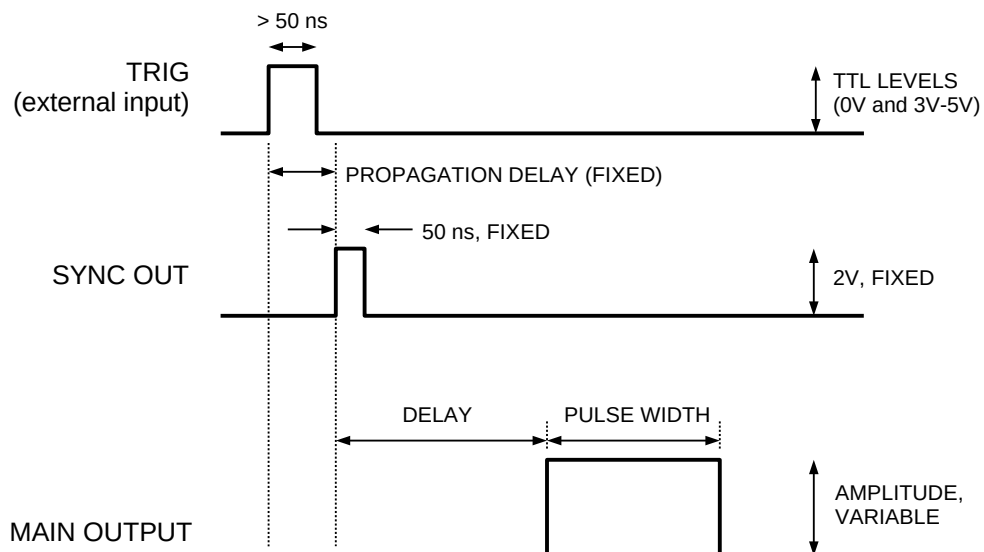 > 50 ns
TRIG
(external input)
TTL LEVELS
(0V and 3V-5V)
PROPAGATION DELAY (FIXED)
50 ns, FIXED
SYNC OUT
2V, FIXED
DELAY
PULSE WIDTH
AMPLITUDE,
VARIABLE
MAIN OUTPUT